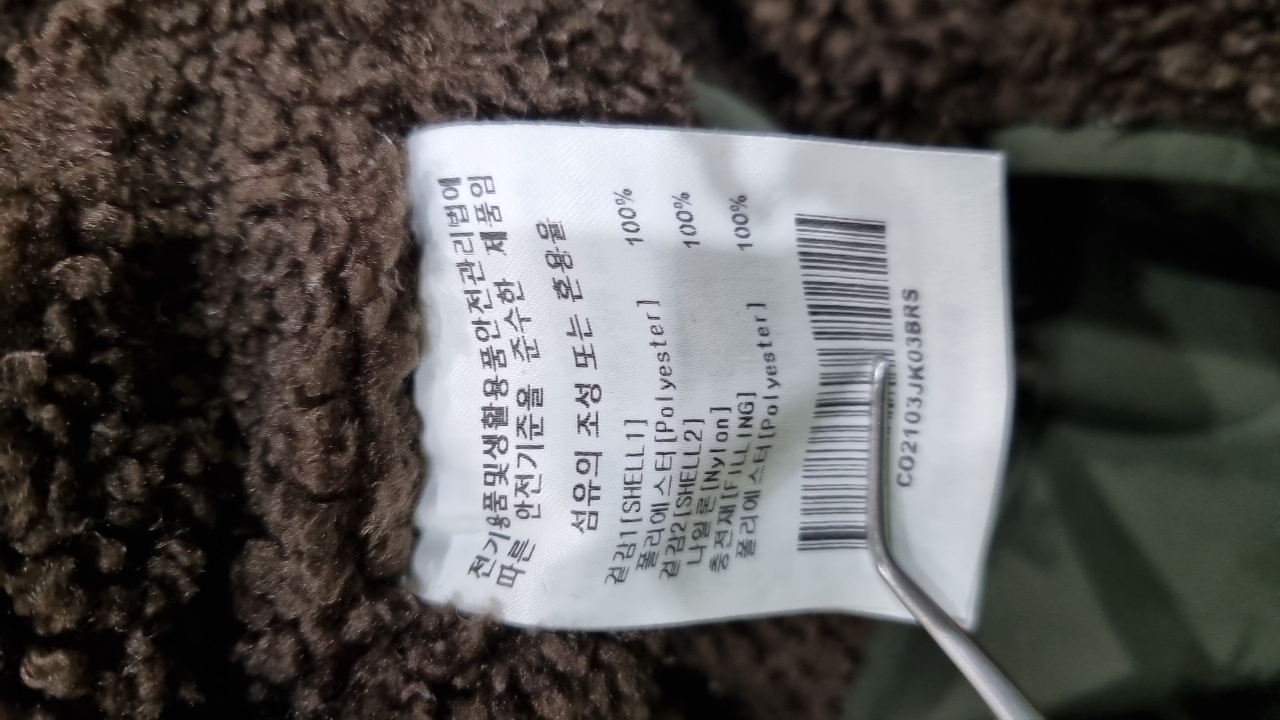 전기용품및생활용품안전관리법에
따른 안전기준을 준수한 제품임
섬유의 조성 또는 혼용율
겉감1[SHELL1]
폴리에스터[Polyester] 100%
겉감2[SHELL2]
나일론[Nylon] 100%
충전재[FILLING]
폴리에스터[Polyester] 100%
CO2103JK03BRS